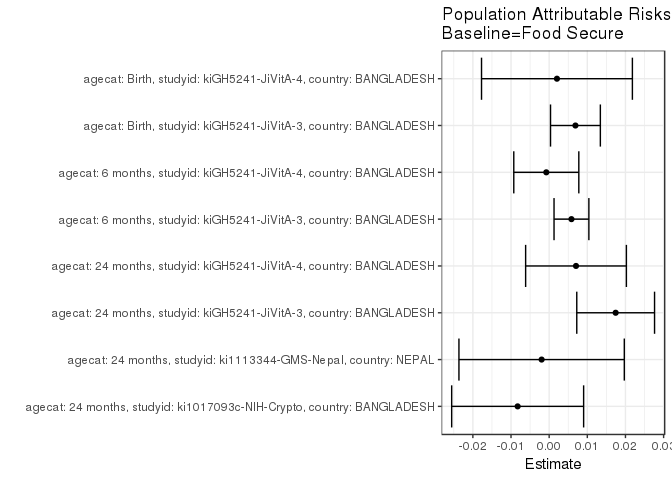 Population Attributable Risks
Baseline=Food Secure
agecat: Birth, studyid: kiGH5241-JiVitA-4, country: BANGLADESH
agecat: Birth, studyid: kiGH5241-JiVitA-3, country: BANGLADESH
agecat: 6 months, studyid: kiGH5241-JiVitA-4, country: BANGLADESH
agecat: 6 months, studyid: kiGH5241-JiVitA-3, country: BANGLADESH
agecat: 24 months, studyid: kiGH5241-JiVitA-4, country: BANGLADESH
agecat: 24 months, studyid: kiGH5241-JiVitA-3, country: BANGLADESH
agecat: 24 months, studyid: ki1113344-GMS-Nepal, country: NEPAL
agecat: 24 months, studyid: ki1017093c-NIH-Crypto, country: BANGLADESH
-0.02 -0.01 0.00 0.01 0.02
Estimate